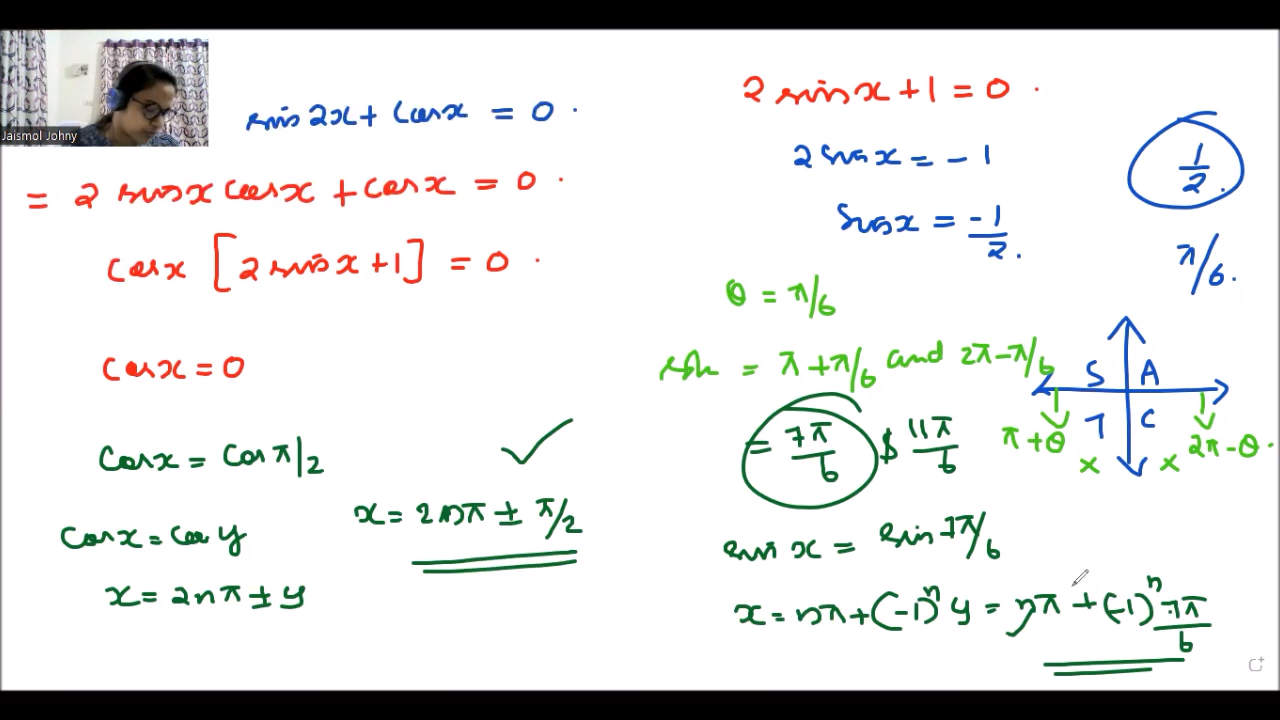 Jaismol Johny
sin 2x + cos x = 0 .
= 2 sin x cos x + cos x = 0 .
cos x [2 sin x + 1] = 0 .
cos x = 0
cos x = cos π/2
cos x = cos y
x = 2nπ ± y
x = 2nπ ± π/2
2 sin x + 1 = 0 .
2 sin x = -1
sin x = -1/2 .
1/2 .
π/6 .
θ = π/6
soln = π + π/6 and 2π - π/6
S A
T C
π + θ
2π - θ .
x x
= 7π/6 & 11π/6
sin x = sin 7π/6
x = nπ + (-1)^n y = nπ + (-1)^n 7π/6